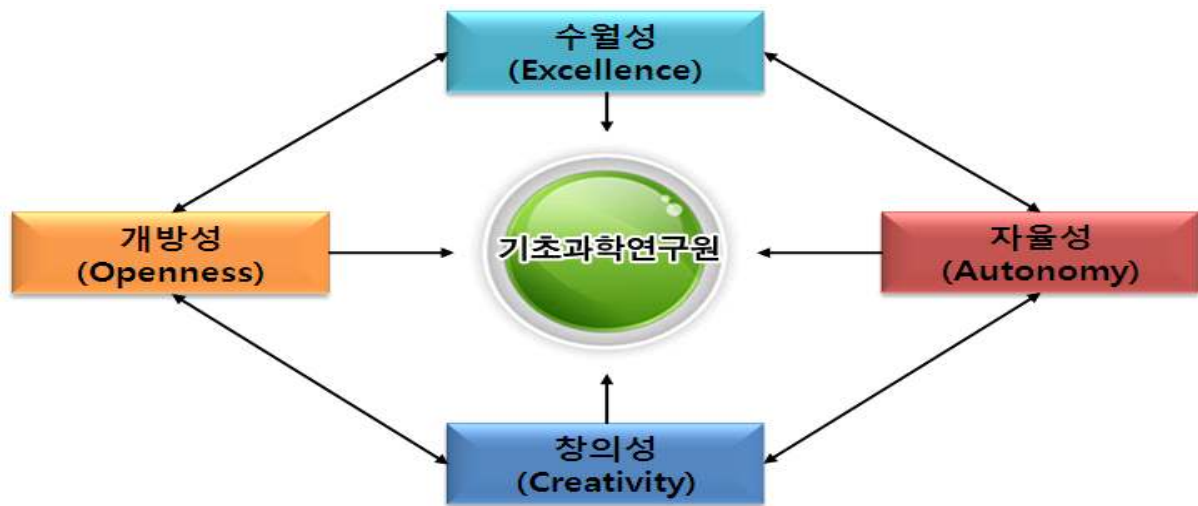 수월성
(Excellence)
개방성
(Openness)
기초과학연구원
자율성
(Autonomy)
창의성
(Creativity)